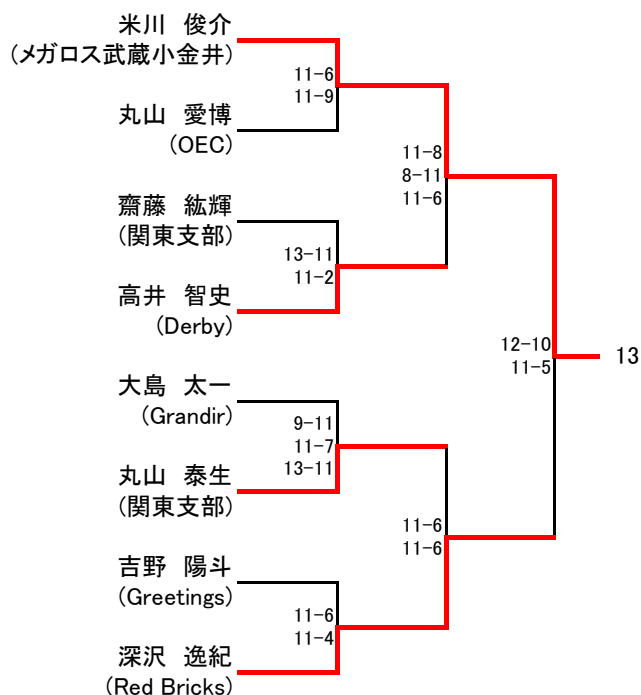 米川 俊介
(メガロス武蔵小金井)
11-6
11-9
丸山 愛博
(OEC)
11-8
8-11
11-6
齋藤 紘輝
(関東支部)
13-11
11-2
高井 智史
(Derby)
12-10
11-5
13
大島 太一
(Grandir)
9-11
11-7
13-11
丸山 泰生
(関東支部)
11-6
11-6
吉野 陽斗
(Greetings)
11-6
11-4
深沢 逸紀
(Red Bricks)